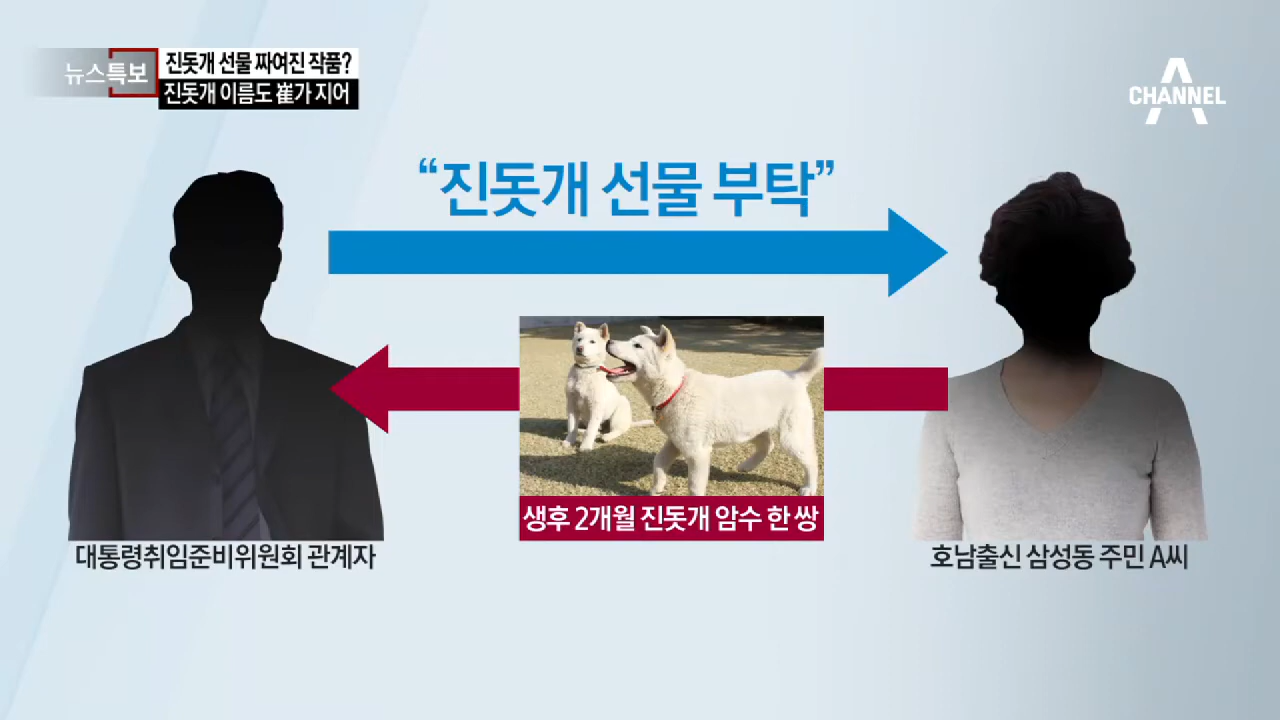 뉴스특보
진돗개 선물 짜여진 작품?
진돗개 이름도 崔가 지어
CHANNEL A
“진돗개 선물 부탁”
생후 2개월 진돗개 암수 한 쌍
대통령취임준비위원회 관계자
호남출신 삼성동 주민 A씨